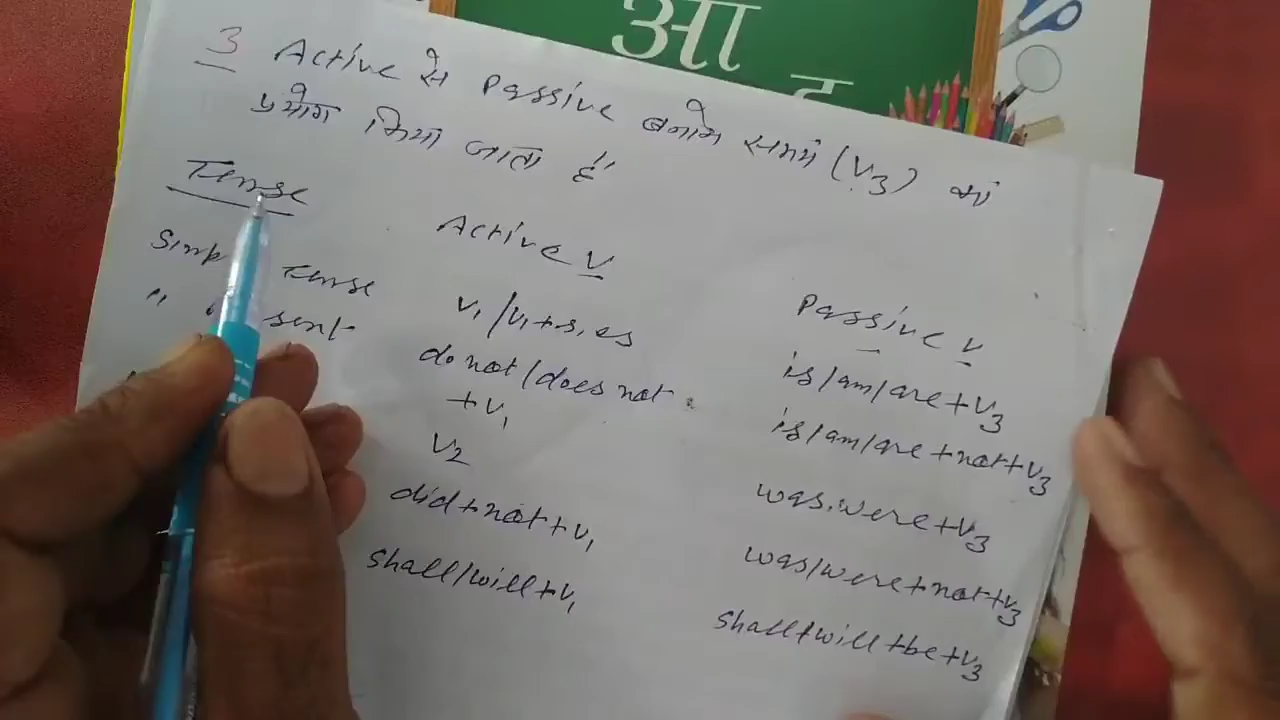 आ
3 Active से Passive बनाते समय (V3) का
प्रयोग किया जाता है"
Tense
Active V
Passive V
Tense
V1/V1+s, es
is/am/are+V3
do not/does not
+V1
is/am/are+not+V3
V2
was, were+V3
did+not+V1
was/were+not+V3
shall/will+V1
shall+will+be+V3